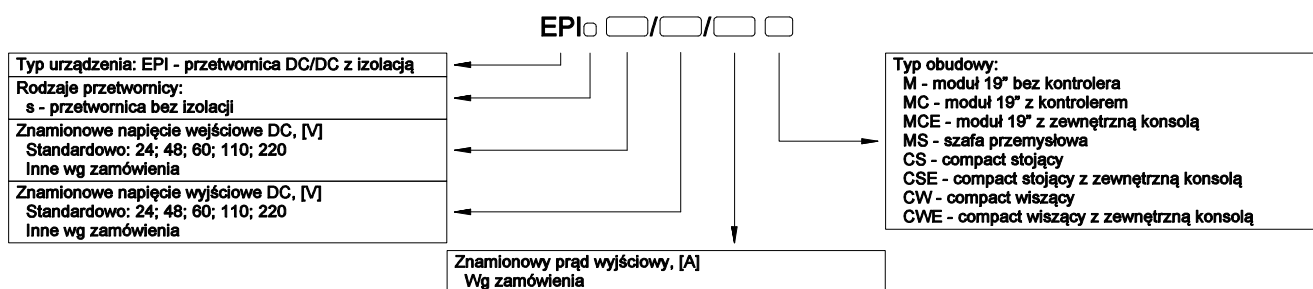 EPI / /
Typ urządzenia: EPI - przetwornica DC/DC z izolacją
Rodzaje przetwornicy:
s - przetwornica bez izolacji
Znamionowe napięcie wejściowe DC, [V]
Standardowo: 24; 48; 60; 110; 220
Inne wg zamówienia
Znamionowe napięcie wyjściowe DC, [V]
Standardowo: 24; 48; 60; 110; 220
Inne wg zamówienia
Znamionowy prąd wyjściowy, [A]
Wg zamówienia
Typ obudowy:
M - moduł 19" bez kontrolera
MC - moduł 19" z kontrolerem
MCE - moduł 19" z zewnętrzną konsolą
MS - szafa przemysłowa
CS - compact stojący
CSE - compact stojący z zewnętrzną konsolą
CW - compact wiszący
CWE - compact wiszący z zewnętrzną konsolą